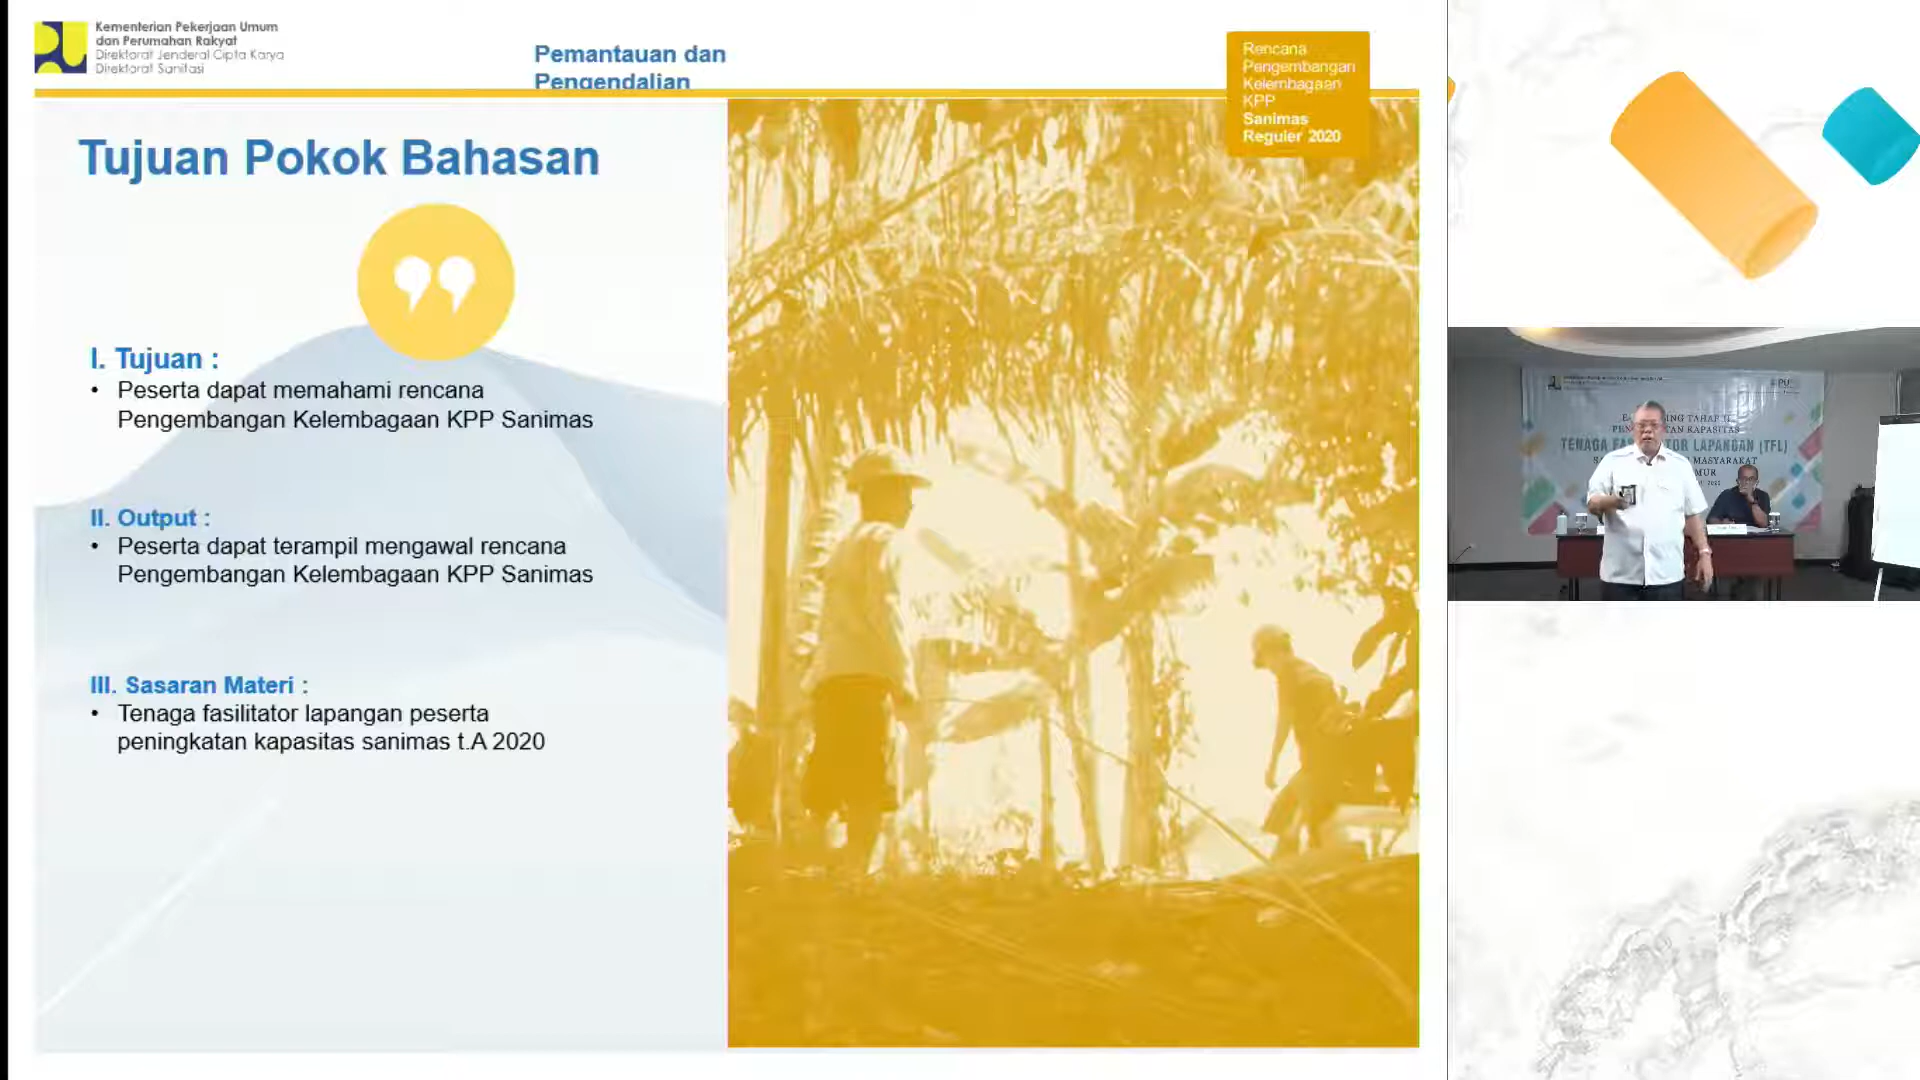 Kementerian Pekerjaan Umum
dan Perumahan Rakyat
Direktorat Jenderal Cipta Karya
Direktorat Sanitasi
Pemantauan dan
Pengendalian
Rencana
Pengembangan
Kelembagaan
KPP
Sanimas
Reguler 2020
Tujuan Pokok Bahasan
I. Tujuan :
• Peserta dapat memahami rencana
Pengembangan Kelembagaan KPP Sanimas
II. Output :
• Peserta dapat terampil mengawal rencana
Pengembangan Kelembagaan KPP Sanimas
III. Sasaran Materi :
• Tenaga fasilitator lapangan peserta
peningkatan kapasitas sanimas t.A 2020
PU
TAHAP
KAPASITAS
TENAGA LAPANGAN (TFL)
MASYARAKAT